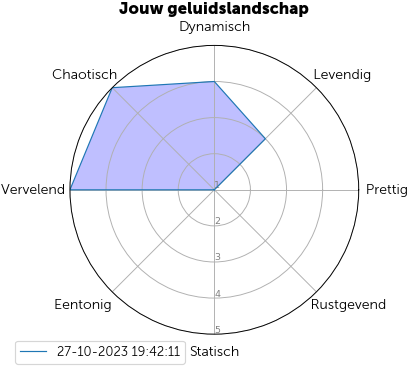 Jouw geluidslandschap
Dynamisch
Chaotisch
Levendig
Vervelend
1
Prettig
2
3
4
Eentonig
Rustgevend
5
27-10-2023 19:42:11
Statisch